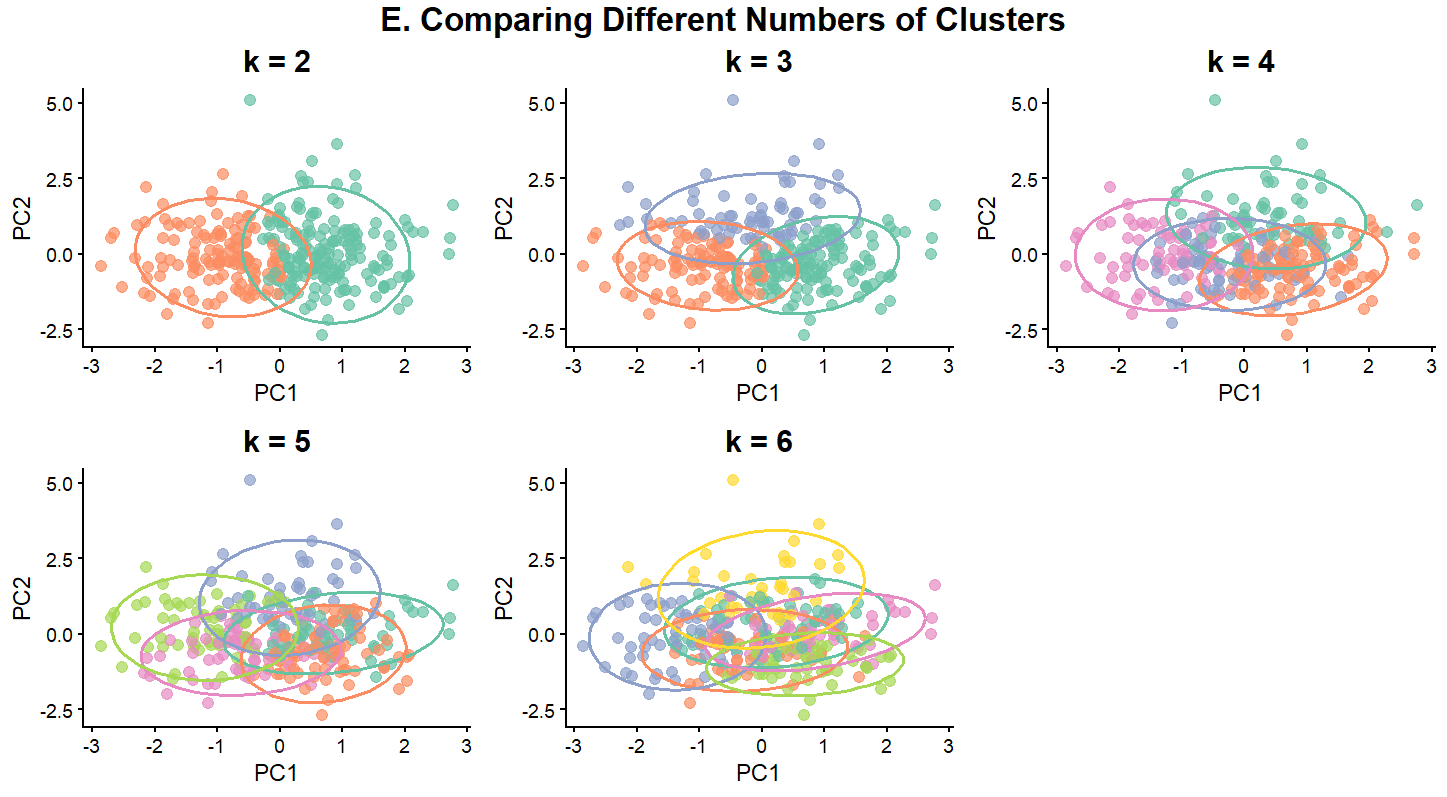 E. Comparing Different Numbers of Clusters
k = 2
k = 3
k = 4
5.0
2.5
0.0
-2.5
PC2
-3 -2 -1 0 1 2 3
PC1
5.0
2.5
0.0
-2.5
PC2
-3 -2 -1 0 1 2 3
PC1
5.0
2.5
0.0
-2.5
PC2
-3 -2 -1 0 1 2 3
PC1
k = 5
k = 6
5.0
2.5
0.0
-2.5
PC2
-3 -2 -1 0 1 2 3
PC1
5.0
2.5
0.0
-2.5
PC2
-3 -2 -1 0 1 2 3
PC1